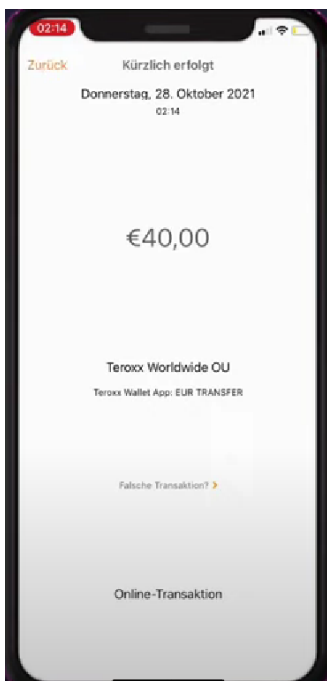 02:14
Zurück Kürzlich erfolgt
Donnerstag, 28. Oktober 2021
02:14
€40,00
Teroxx Worldwide OU
Teroxx Wallet App: EUR TRANSFER
Falsche Transaktion? >
Online-Transaktion